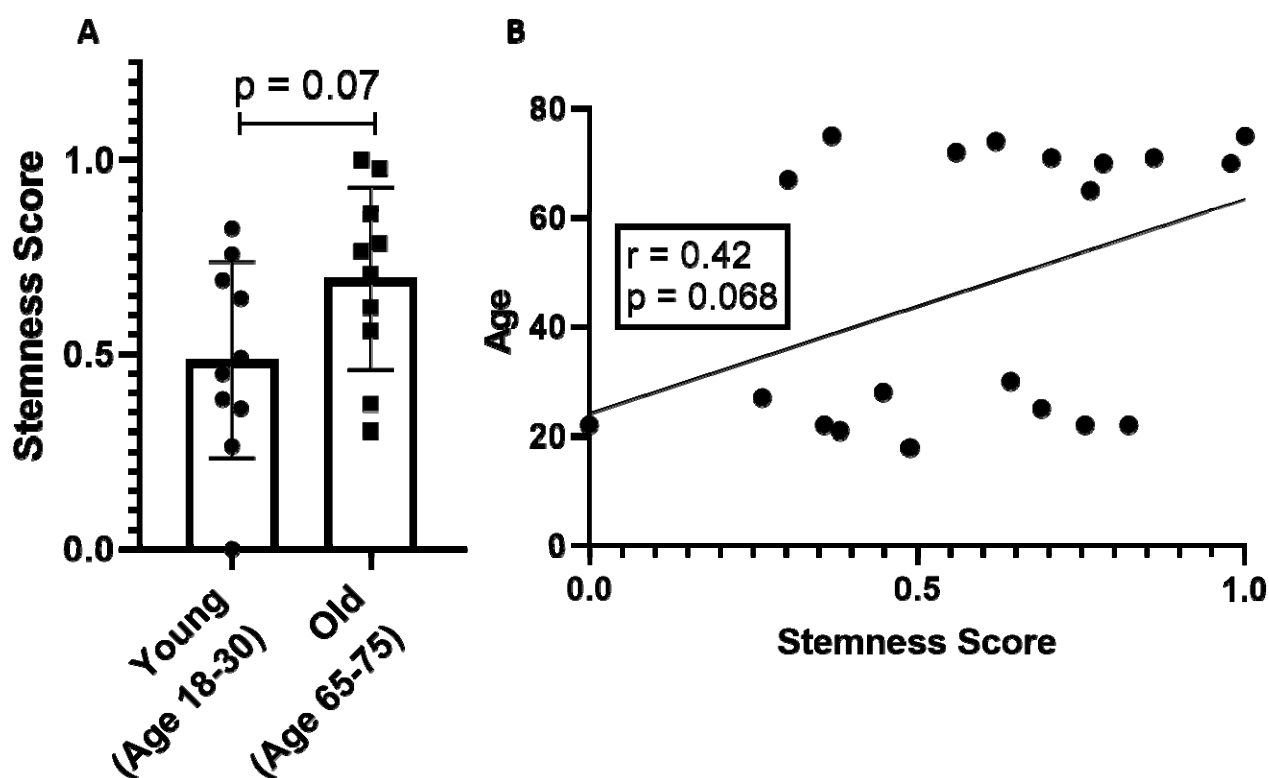 A
p = 0.07
Stemness Score
1.0
0.5
0.0
Young
(Age 18-30)
Old
(Age 65-75)
B
80
60
40
20
0
Age
r = 0.42
p = 0.068
0.0
0.5
1.0
Stemness Score